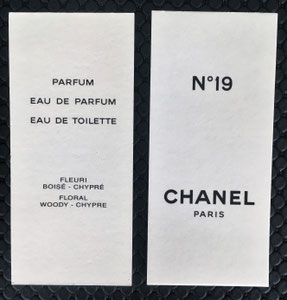 PARFUM
EAU DE PARFUM
EAU DE TOILETTE
FLEURI
BOISÉ - CHYPRÉ
FLORAL
WOODY - CHYPRE
N°19
CHANEL
PARIS